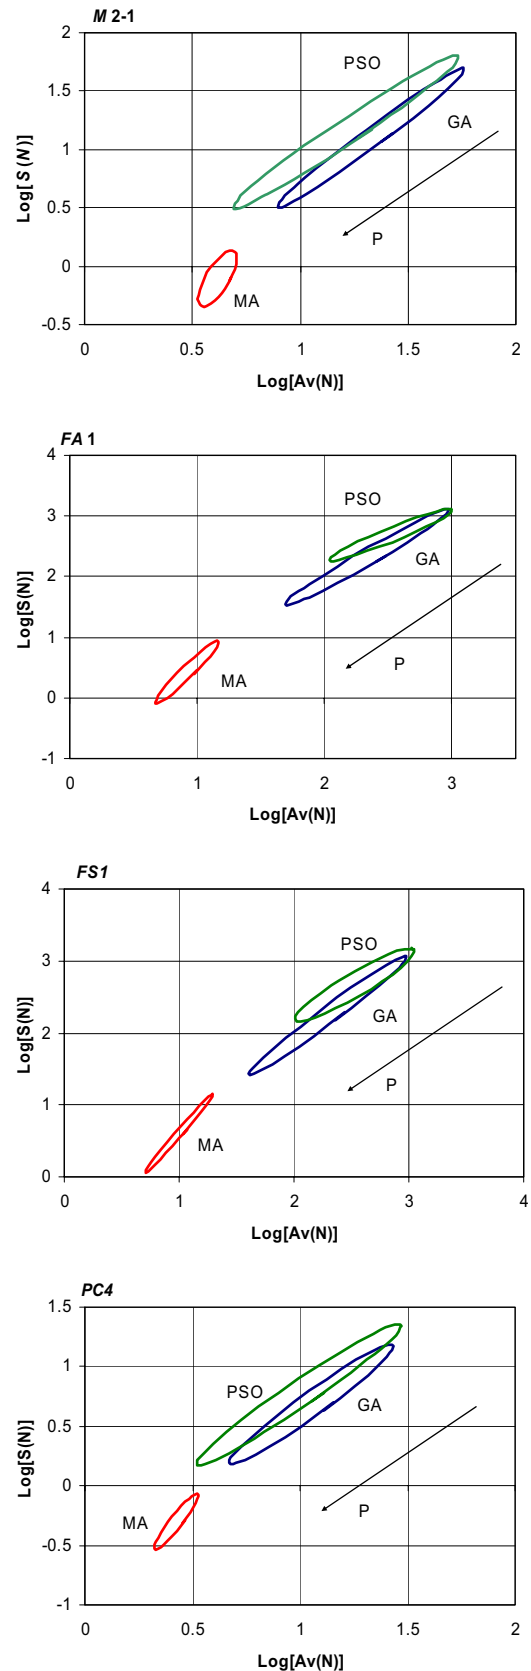 M 2-1
2
PSO
1.5
GA
1
Log[S(N)]
0.5
P
0
MA
-0.5
0 0.5 1 1.5 2
Log[Av(N)]
FA 1
4
PSO
3
GA
2
Log[S(N)]
P
1
MA
0
-1
0 1 2 3
Log[Av(N)]
FS1
4
PSO
3
GA
2
Log[S(N)]
P
1
MA
0
0 1 2 3 4
Log[Av(N)]
PC4
1.5
1
PSO
GA
0.5
Log[S(N)]
0
P
MA
-0.5
-1
0 0.5 1 1.5 2
Log[Av(N)]